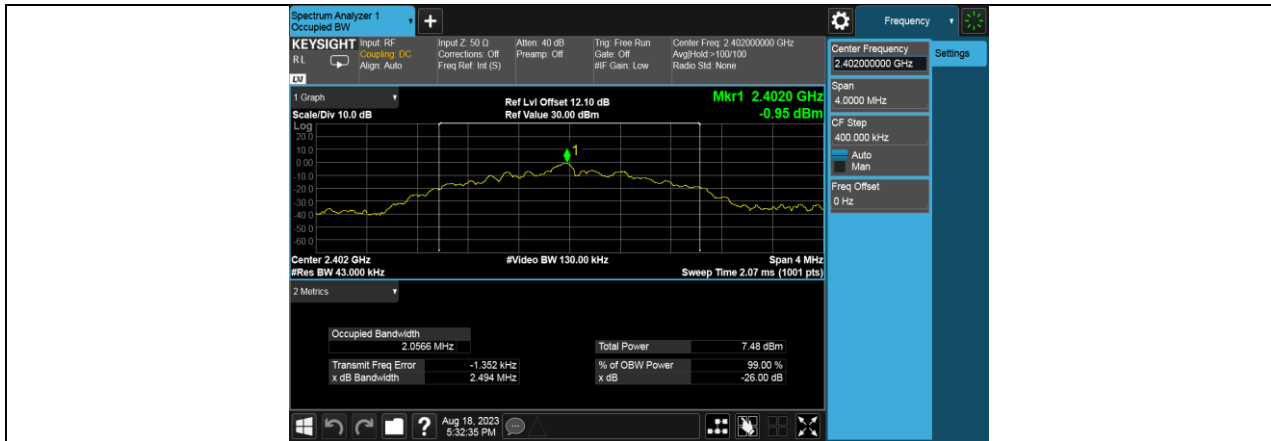 Spectrum Analyzer 1
Occupied BW
+
Frequency
KEYSIGHT
R L
LXI
Input: RF
Coupling: DC
Align: Auto
Input Z: 50 Ω
Corrections: Off
Freq Ref: Int (S)
Atten: 40 dB
Preamp: Off
Trig: Free Run
Gate: Off
#IF Gain: Low
Center Freq: 2.402000000 GHz
Avg|Hold:>100/100
Radio Std: None
Center Frequency
2.402000000 GHz
Settings
Span
4.0000 MHz
CF Step
400.000 kHz
Auto
Man
Freq Offset
0 Hz
1 Graph
Scale/Div 10.0 dB
Ref Lvl Offset 12.10 dB
Ref Value 30.00 dBm
Mkr1 2.4020 GHz
-0.95 dBm
Log
20.0
10.0
0.00
-10.0
-20.0
-30.0
-40.0
-50.0
-60.0
1
Center 2.402 GHz
#Res BW 43.000 kHz
#Video BW 130.00 kHz
Span 4 MHz
Sweep Time 2.07 ms (1001 pts)
2 Metrics
Occupied Bandwidth
2.0566 MHz
Total Power 7.48 dBm
Transmit Freq Error -1.352 kHz
% of OBW Power 99.00 %
x dB Bandwidth 2.494 MHz
x dB -26.00 dB
?
Aug 18, 2023
5:32:35 PM